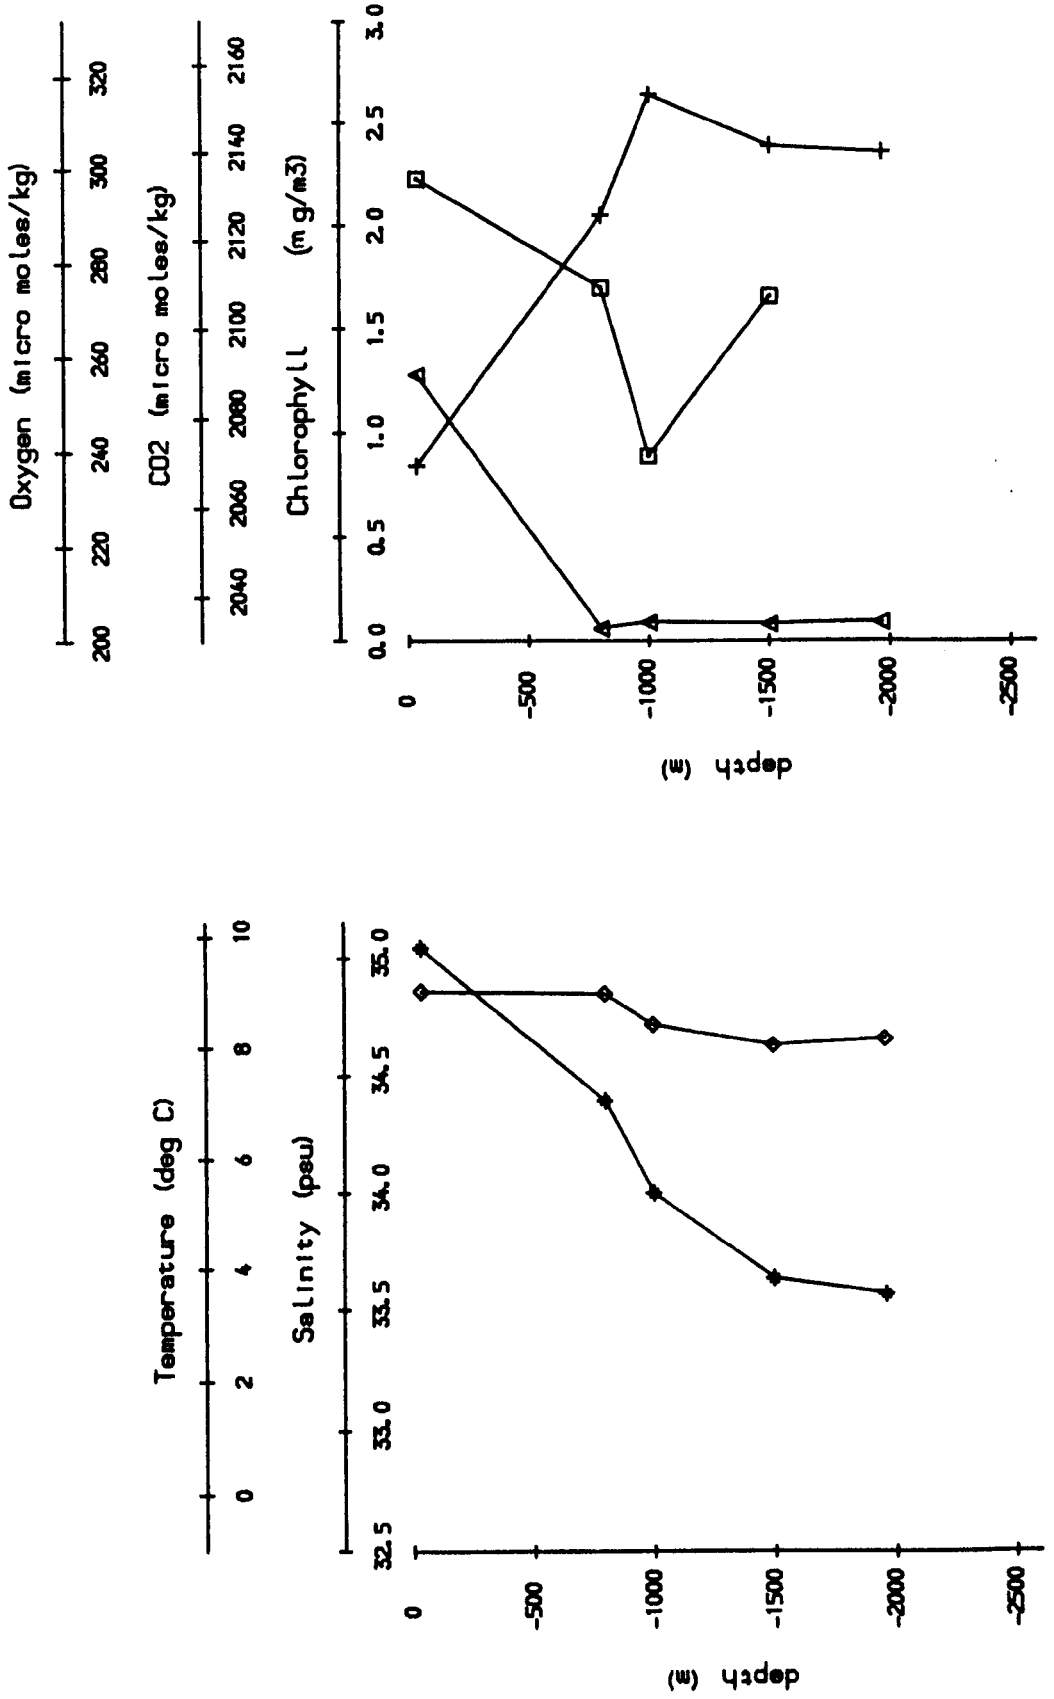 Oxygen (micro moles/kg)
200 220 240 260 280 300 320
CO2 (micro moles/kg)
2040 2060 2080 2100 2120 2140 2160
Chlorophyll (mg/m3)
0.0 0.5 1.0 1.5 2.0 2.5 3.0
0
-500
-1000
-1500
-2000
-2500
depth (m)
Temperature (deg C)
0 2 4 6 8 10
Salinity (psu)
32.5 33.0 33.5 34.0 34.5 35.0
0
-500
-1000
-1500
-2000
-2500
depth (m)